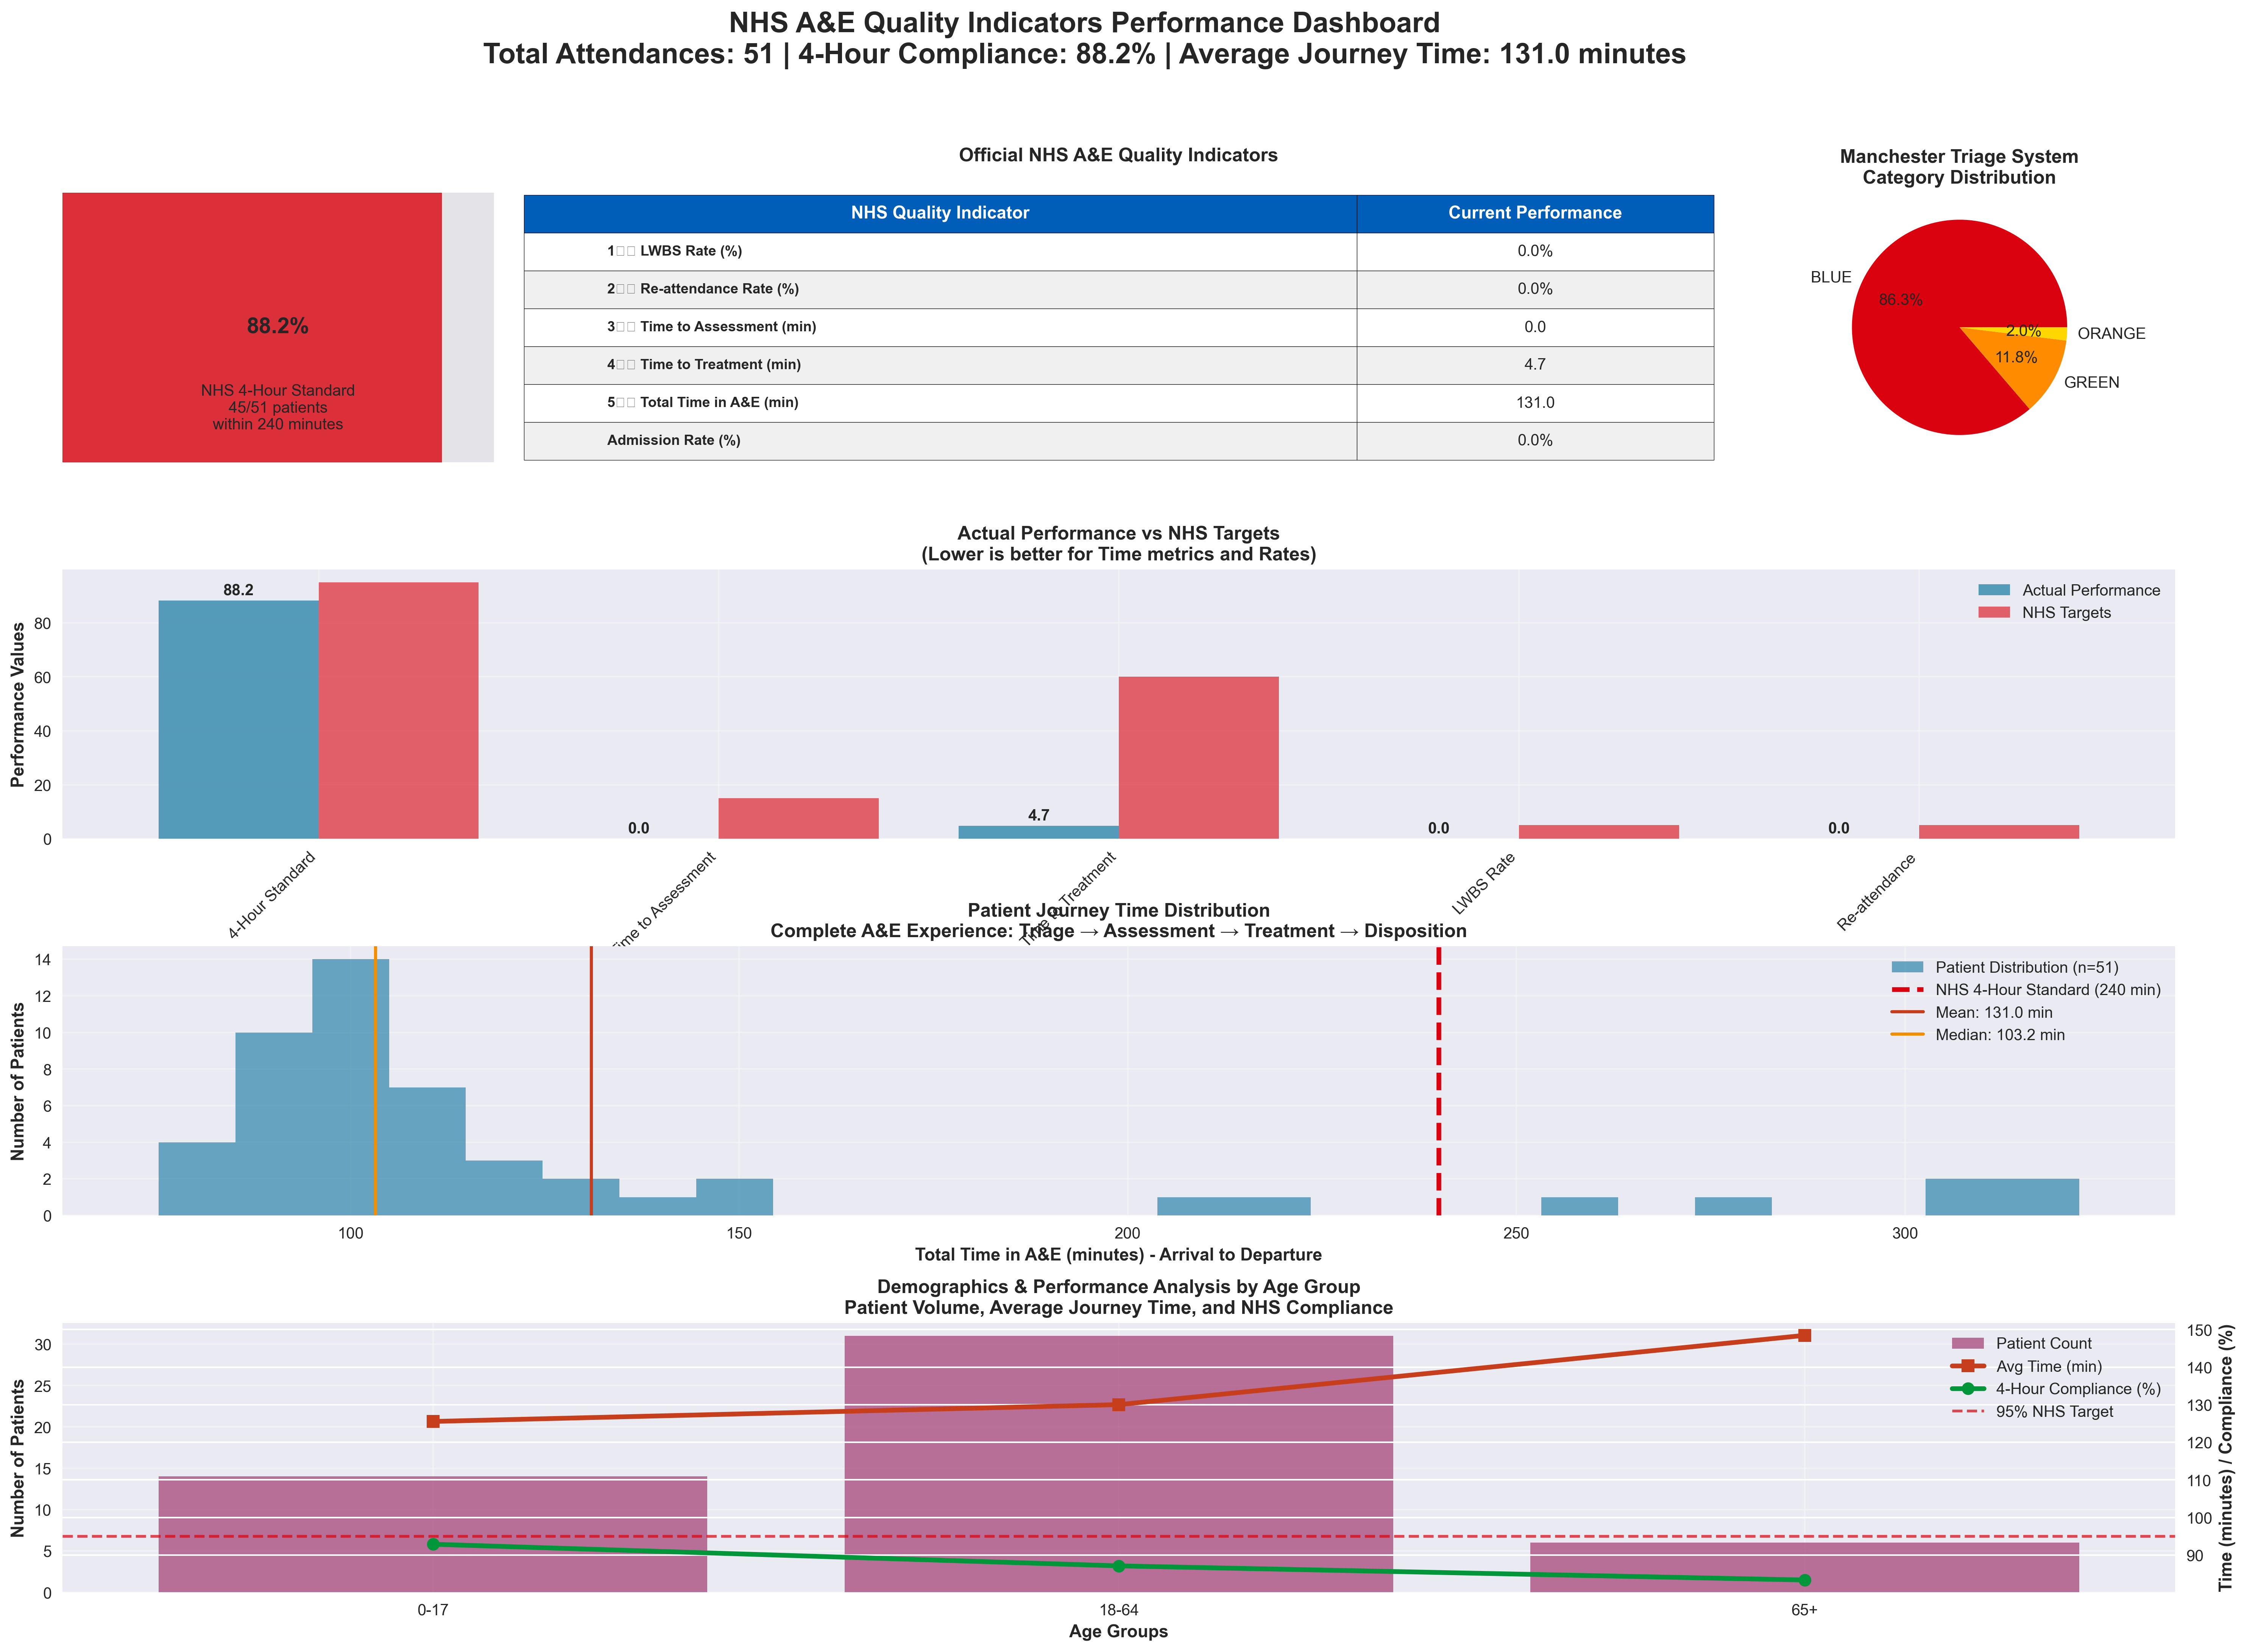 NHS A&E Quality Indicators Performance Dashboard
Total Attendances: 51 | 4-Hour Compliance: 88.2% | Average Journey Time: 131.0 minutes
88.2%
NHS 4-Hour Standard
45/51 patients
within 240 minutes
Official NHS A&E Quality Indicators
NHS Quality Indicator Current Performance
1□□ LWBS Rate (%) 0.0%
2□□ Re-attendance Rate (%) 0.0%
3□□ Time to Assessment (min) 0.0
4□□ Time to Treatment (min) 4.7
5□□ Total Time in A&E (min) 131.0
Admission Rate (%) 0.0%
Manchester Triage System
Category Distribution
BLUE
86.3%
2.0%
ORANGE
11.8%
GREEN
Actual Performance vs NHS Targets
(Lower is better for Time metrics and Rates)
Performance Values
80
60
40
20
0
88.2
0.0
4.7
0.0
0.0
Actual Performance
NHS Targets
4-Hour Standard
Time to Assessment
Time to Treatment
LWBS Rate
Re-attendance
Patient Journey Time Distribution
Complete A&E Experience: Triage → Assessment → Treatment → Disposition
Number of Patients
14
12
10
8
6
4
2
0
Patient Distribution (n=51)
NHS 4-Hour Standard (240 min)
Mean: 131.0 min
Median: 103.2 min
100 150 200 250 300
Total Time in A&E (minutes) - Arrival to Departure
Demographics & Performance Analysis by Age Group
Patient Volume, Average Journey Time, and NHS Compliance
Number of Patients
30
25
20
15
10
5
0
Patient Count
Avg Time (min)
4-Hour Compliance (%)
95% NHS Target
150
140
130
120
110
100
90
Time (minutes) / Compliance (%)
0-17 18-64 65+
Age Groups